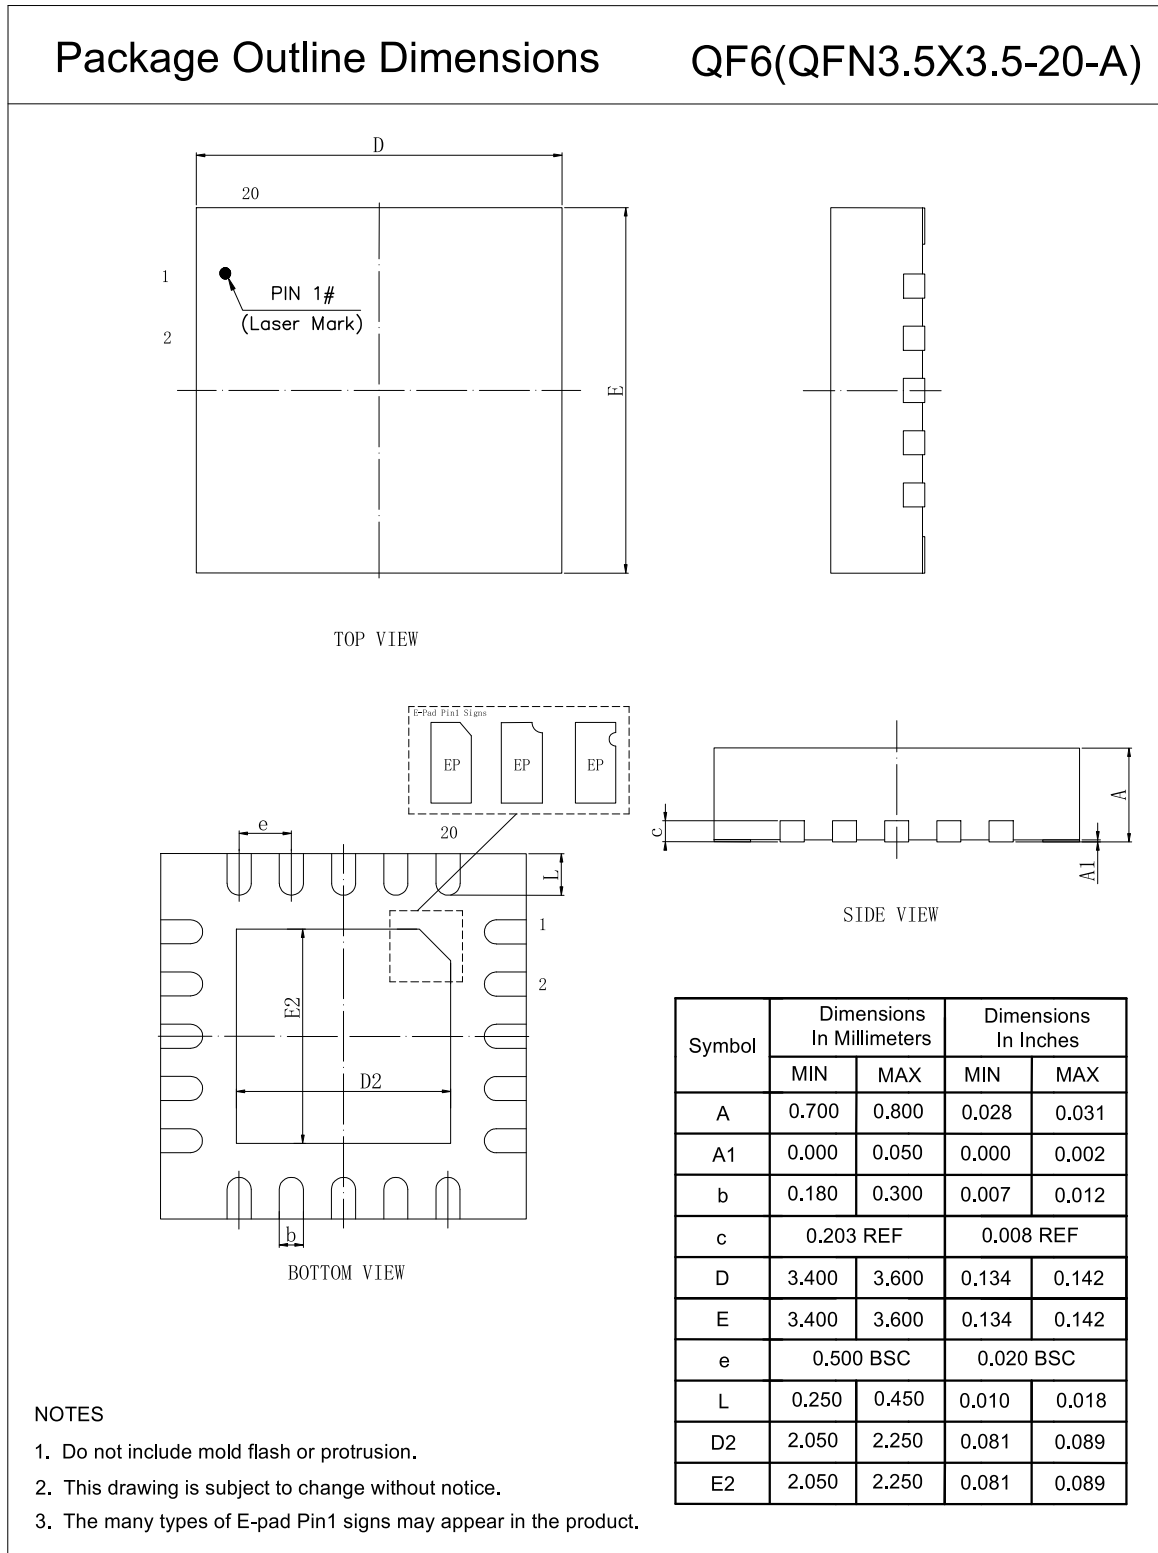 Package Outline Dimensions QF6(QFN3.5X3.5-20-A)
D
20
1
PIN 1#
(Laser Mark)
2
E
TOP VIEW
E-Pad Pin1 Signs
EP EP EP
e
20
L
1
2
E2
D2
b
BOTTOM VIEW
c
A
A1
SIDE VIEW
Symbol Dimensions In Millimeters Dimensions In Inches
MIN MAX MIN MAX
A 0.700 0.800 0.028 0.031
A1 0.000 0.050 0.000 0.002
b 0.180 0.300 0.007 0.012
c 0.203 REF 0.008 REF
D 3.400 3.600 0.134 0.142
E 3.400 3.600 0.134 0.142
e 0.500 BSC 0.020 BSC
L 0.250 0.450 0.010 0.018
D2 2.050 2.250 0.081 0.089
E2 2.050 2.250 0.081 0.089
NOTES
1. Do not include mold flash or protrusion.
2. This drawing is subject to change without notice.
3. The many types of E-pad Pin1 signs may appear in the product.